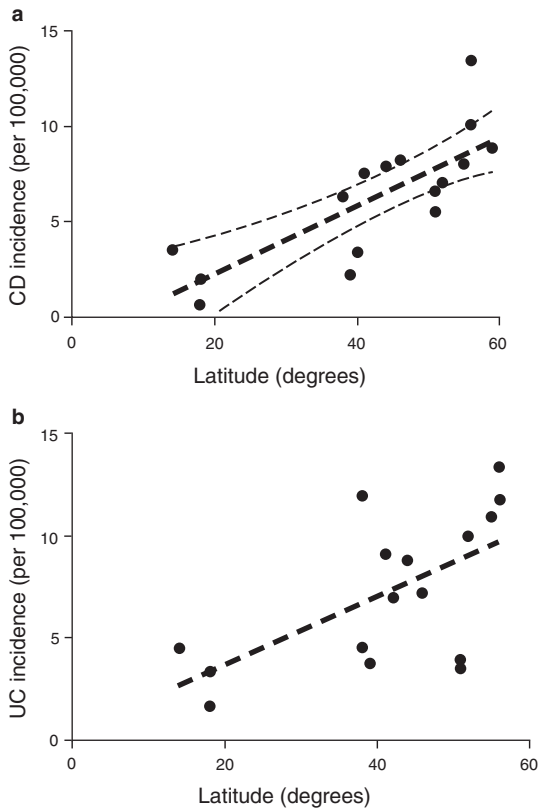 a
CD incidence (per 100,000)
15
10
5
0
0 20 40 60
Latitude (degrees)
b
UC incidence (per 100,000)
15
10
5
0
0 20 40 60
Latitude (degrees)